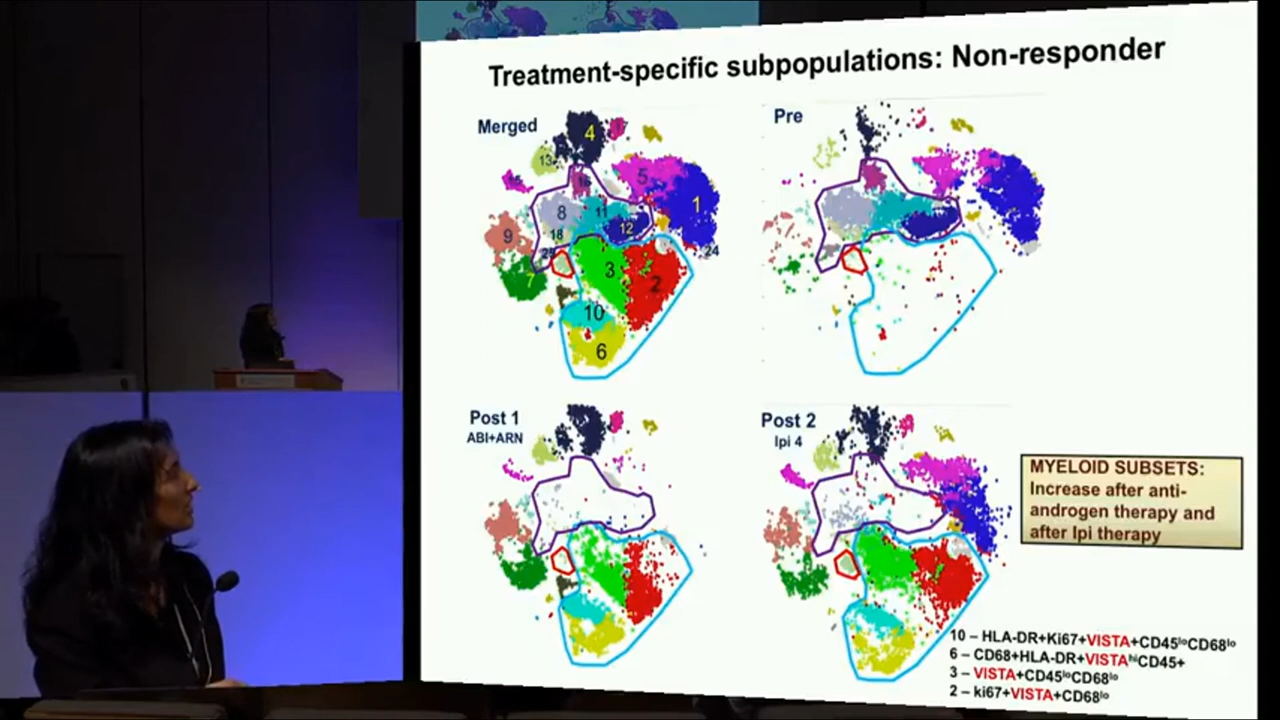 Treatment-specific subpopulations: Non-responder
Merged
4
17
13
5
16
1
8
11
12
9
18
24
3
7
2
10
6
Pre
Post 1
ABI+ARN
Post 2
Ipi 4
MYELOID SUBSETS:
Increase after anti-
androgen therapy and
after Ipi therapy
10 – HLA-DR+Ki67+VISTA+CD45ˡᵒCD68ˡᵒ
6 – CD68+HLA-DR+VISTAʰⁱCD45+
3 – VISTA+CD45ˡᵒCD68ˡᵒ
2 – ki67+VISTA+CD68ˡᵒ